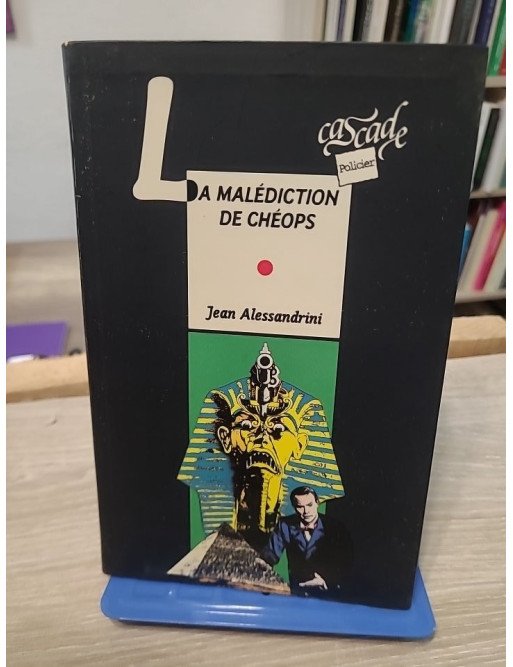 cascade
Policier
LA MALÉDICTION
DE CHÉOPS
Jean Alessandrini